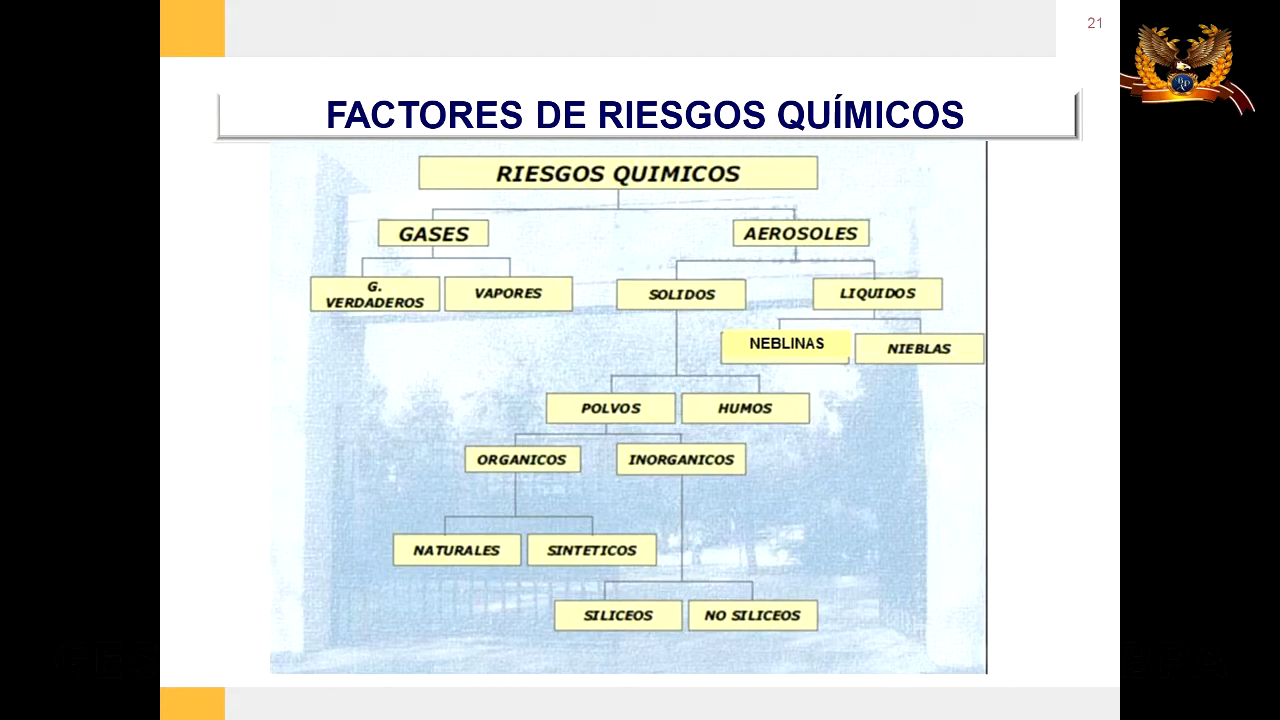 21
FACTORES DE RIESGOS QUÍMICOS
RIESGOS QUIMICOS
GASES
AEROSOLES
G.
VERDADEROS
VAPORES
SOLIDOS
LIQUIDOS
NEBLINAS
NIEBLAS
POLVOS
HUMOS
ORGANICOS
INORGANICOS
NATURALES
SINTETICOS
SILICEOS
NO SILICEOS